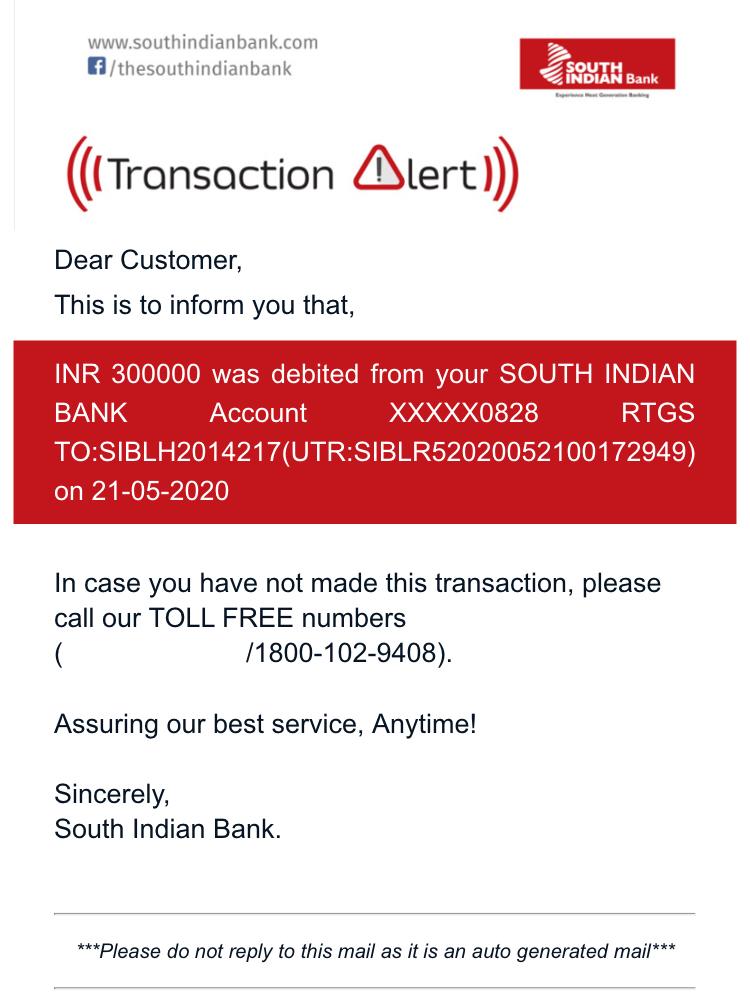 www.southindianbank.com
/thesouthindianbank
SOUTH
INDIAN Bank
Experience Next Generation Banking
Transaction Alert
Dear Customer,
This is to inform you that,
INR 300000 was debited from your SOUTH INDIAN
BANK Account XXXXX0828 RTGS
TO:SIBLH2014217(UTR:SIBLR52020052100172949)
on 21-05-2020
In case you have not made this transaction, please
call our TOLL FREE numbers
( /1800-102-9408).
Assuring our best service, Anytime!
Sincerely,
South Indian Bank.
***Please do not reply to this mail as it is an auto generated mail***